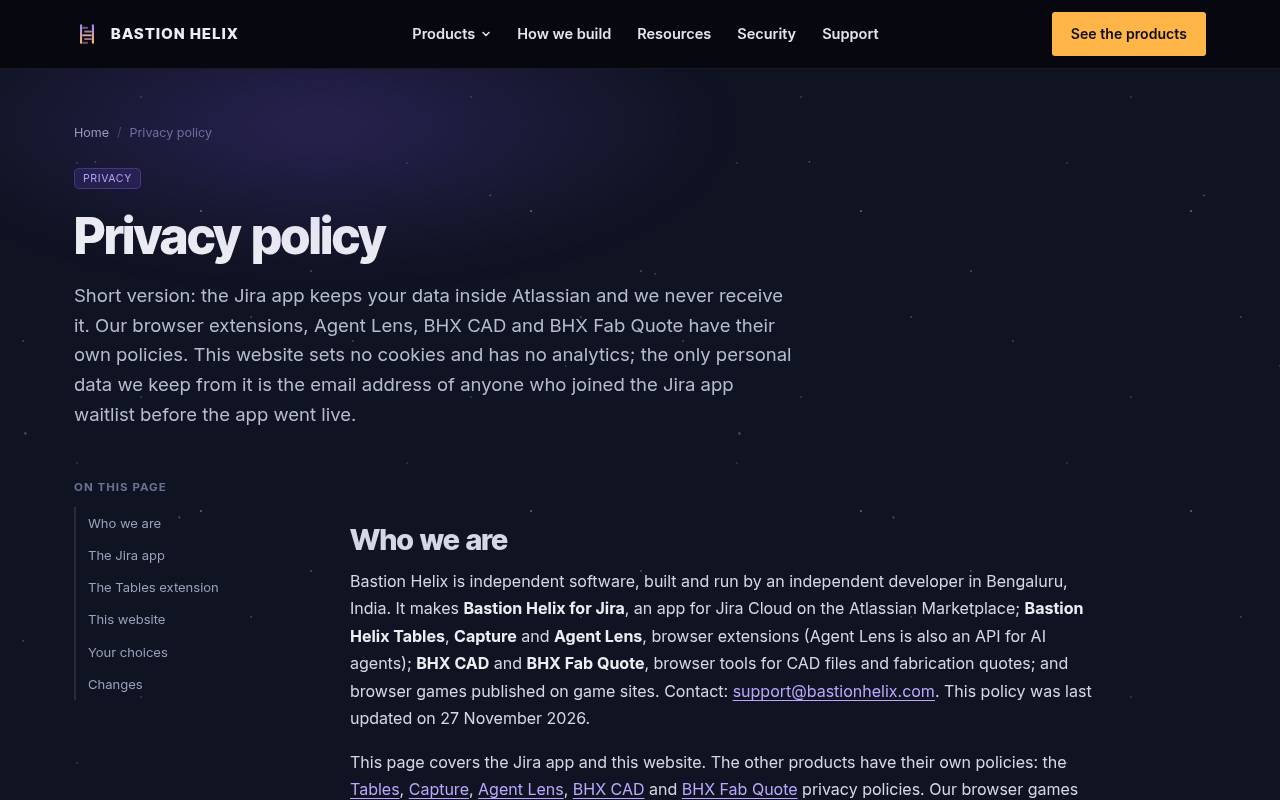 BASTION HELIX
Products
How we build
Resources
Security
Support
See the products
Home / Privacy policy
PRIVACY
Privacy policy
Short version: the Jira app keeps your data inside Atlassian and we never receive
it. Our browser extensions, Agent Lens, BHX CAD and BHX Fab Quote have their
own policies. This website sets no cookies and has no analytics; the only personal
data we keep from it is the email address of anyone who joined the Jira app
waitlist before the app went live.
ON THIS PAGE
Who we are
The Jira app
The Tables extension
This website
Your choices
Changes
Who we are
Bastion Helix is independent software, built and run by an independent developer in Bengaluru,
India. It makes Bastion Helix for Jira, an app for Jira Cloud on the Atlassian Marketplace; Bastion
Helix Tables, Capture and Agent Lens, browser extensions (Agent Lens is also an API for AI
agents); BHX CAD and BHX Fab Quote, browser tools for CAD files and fabrication quotes; and
browser games published on game sites. Contact: support@bastionhelix.com. This policy was last
updated on 27 November 2026.
This page covers the Jira app and this website. The other products have their own policies: the
Tables, Capture, Agent Lens, BHX CAD and BHX Fab Quote privacy policies. Our browser games